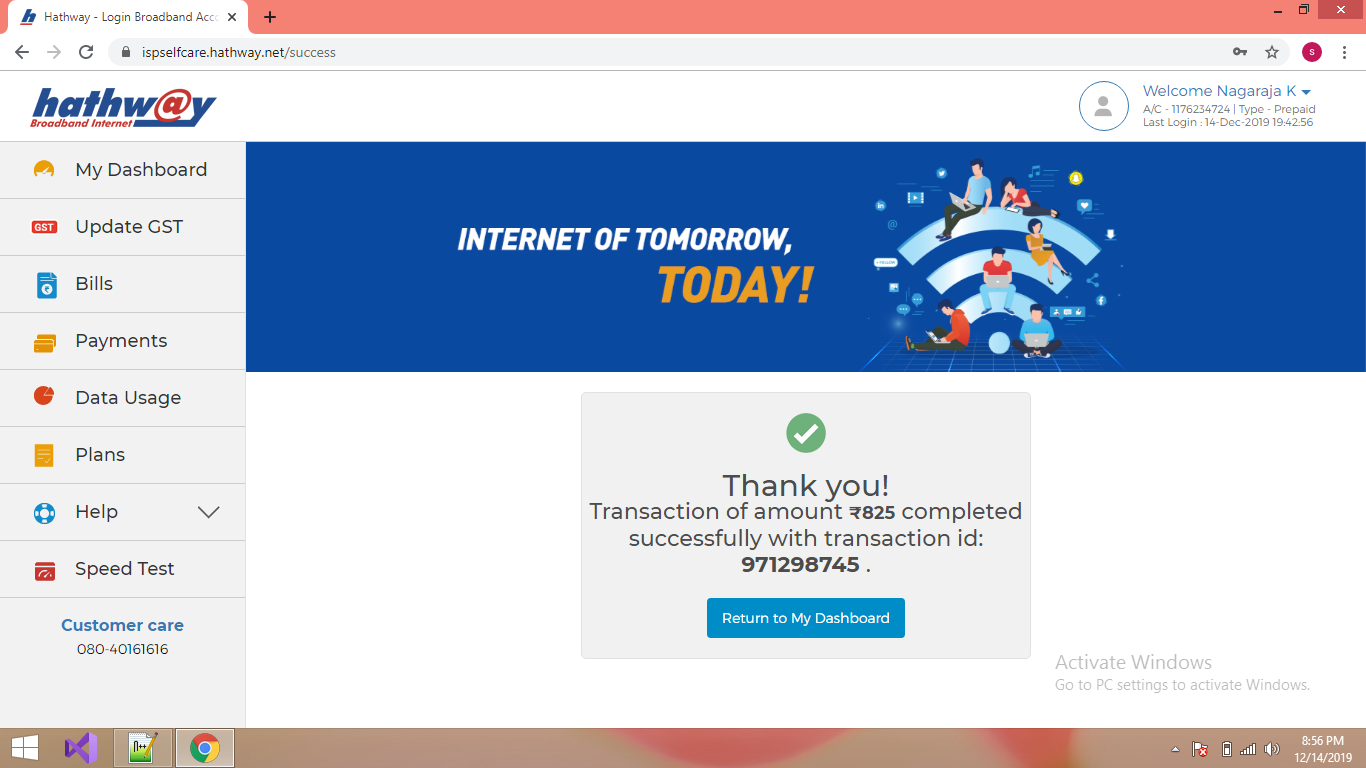 Hathway - Login Broadband Acco
ispselfcare.hathway.net/success
s
hathw@y
Broadband Internet
Welcome Nagaraja K
A/C - 1176234724 | Type - Prepaid
Last Login : 14-Dec-2019 19:42:56
My Dashboard
GST Update GST
Bills
Payments
Data Usage
Plans
Help
Speed Test
Customer care
080-40161616
INTERNET OF TOMORROW,
TODAY!
Thank you!
Transaction of amount ₹825 completed
successfully with transaction id:
971298745 .
Return to My Dashboard
Activate Windows
Go to PC settings to activate Windows.
8:56 PM
12/14/2019